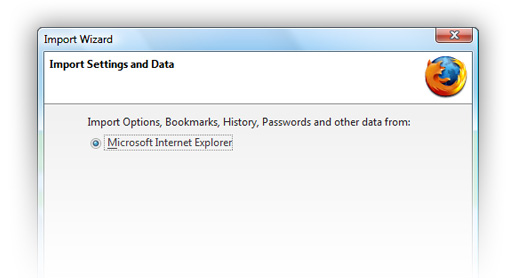 Import Wizard
Import Settings and Data
Import Options, Bookmarks, History, Passwords and other data from:
Microsoft Internet Explorer